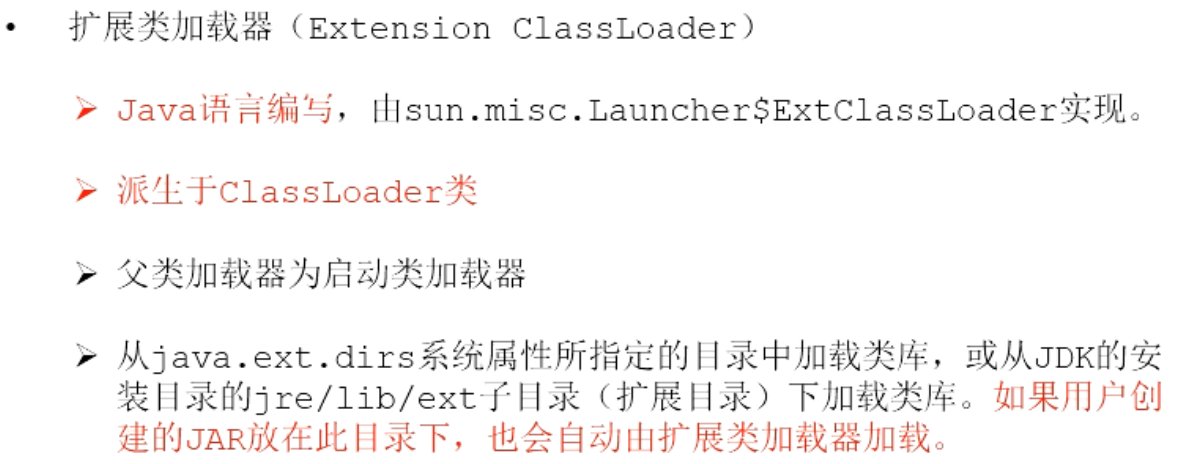 • 扩展类加载器（Extension ClassLoader）
➢ Java语言编写，由sun.misc.Launcher$ExtClassLoader实现。
➢ 派生于ClassLoader类
➢ 父类加载器为启动类加载器
➢ 从java.ext.dirs系统属性所指定的目录中加载类库，或从JDK的安
装目录的jre/lib/ext子目录（扩展目录）下加载类库。如果用户创
建的JAR放在此目录下，也会自动由扩展类加载器加载。